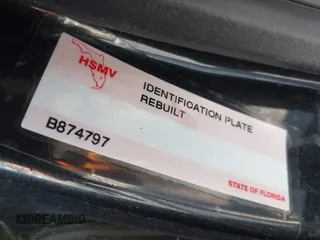 HSMV
IDENTIFICATION PLATE
REBUILT
B874797
STATE OF FLORIDA
DREAMBID